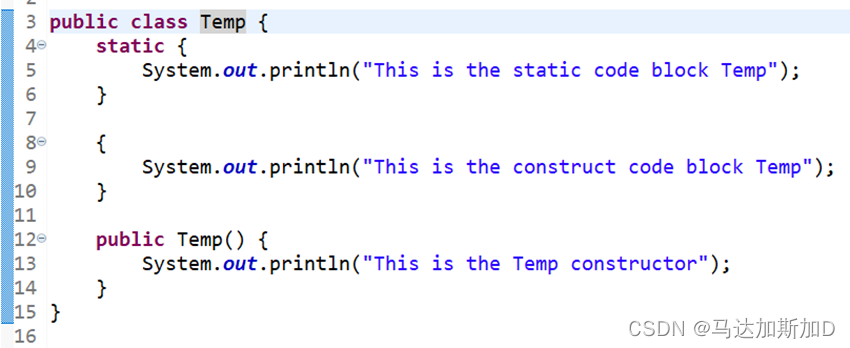 3 public class Temp {
4 static {
5 System.out.println("This is the static code block Temp");
6 }
7
8 {
9 System.out.println("This is the construct code block Temp");
10 }
11
12 public Temp() {
13 System.out.println("This is the Temp constructor");
14 }
15 }
16
CSDN @马达加斯加D